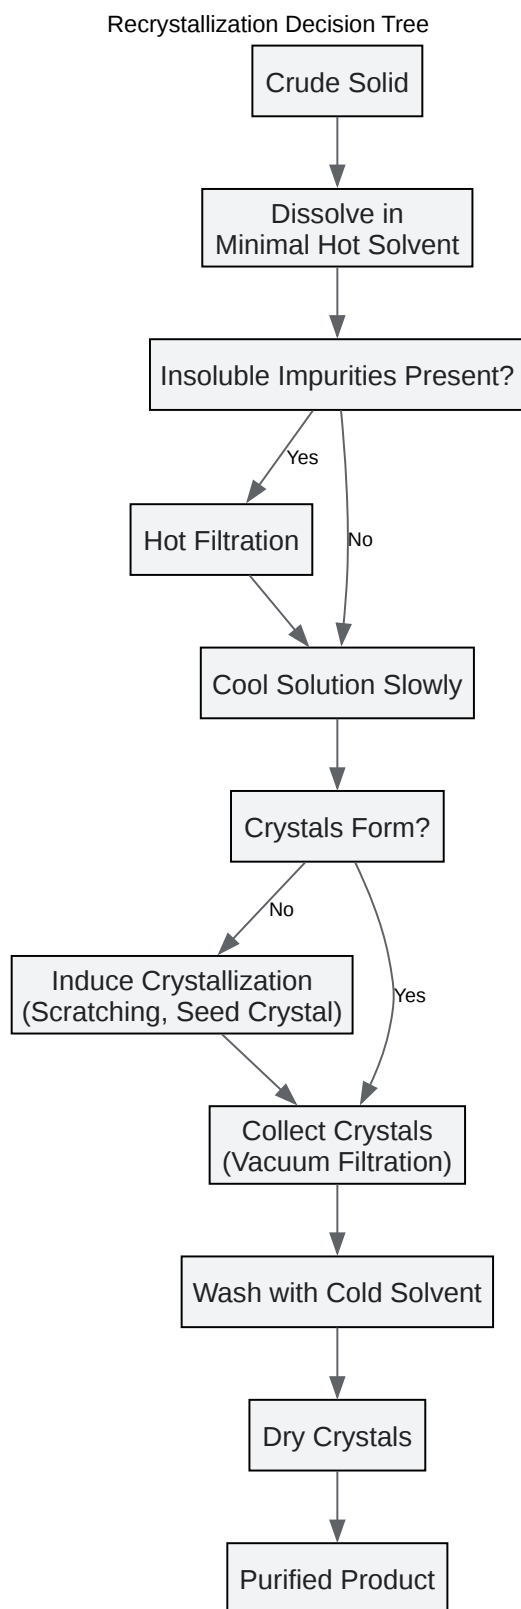 Recrystallization Decision Tree
Crude Solid
Dissolve in
Minimal Hot Solvent
Insoluble Impurities Present?
Yes
No
Hot Filtration
Cool Solution Slowly
Crystals Form?
No
Yes
Induce Crystallization
(Scratching, Seed Crystal)
Collect Crystals
(Vacuum Filtration)
Wash with Cold Solvent
Dry Crystals
Purified Product